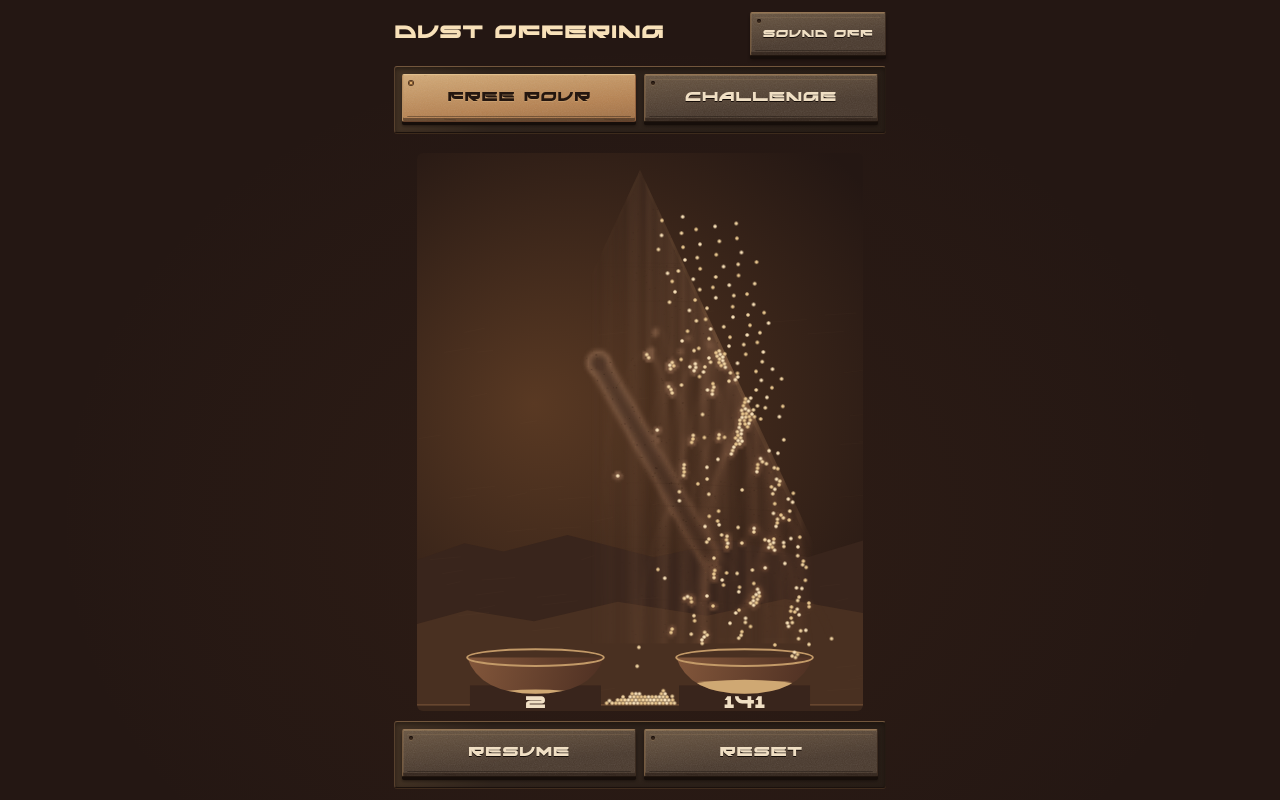 DUST OFFERING
SOUND OFF
FREE POUR
CHALLENGE
2
141
RESUME
RESET